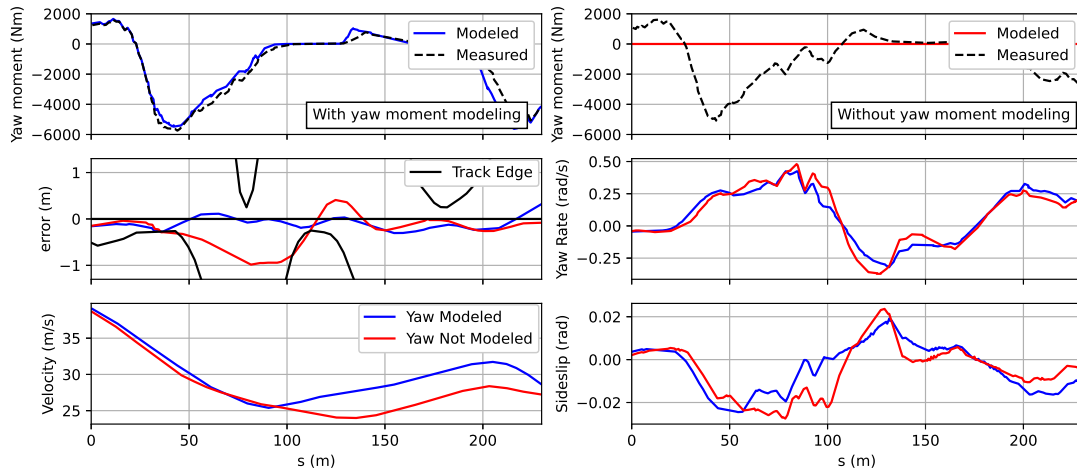 Yaw moment (Nm)
2000
0
−2000
−4000
−6000
Modeled
Measured
With yaw moment modeling
Yaw moment (Nm)
2000
0
−2000
−4000
−6000
Modeled
Measured
Without yaw moment modeling
error (m)
1
0
−1
Track Edge
Yaw Rate (rad/s)
0.50
0.25
0.00
−0.25
Velocity (m/s)
35
30
25
Yaw Modeled
Yaw Not Modeled
0
50
100
150
200
s (m)
Sideslip (rad)
0.02
0.00
−0.02
0
50
100
150
200
s (m)